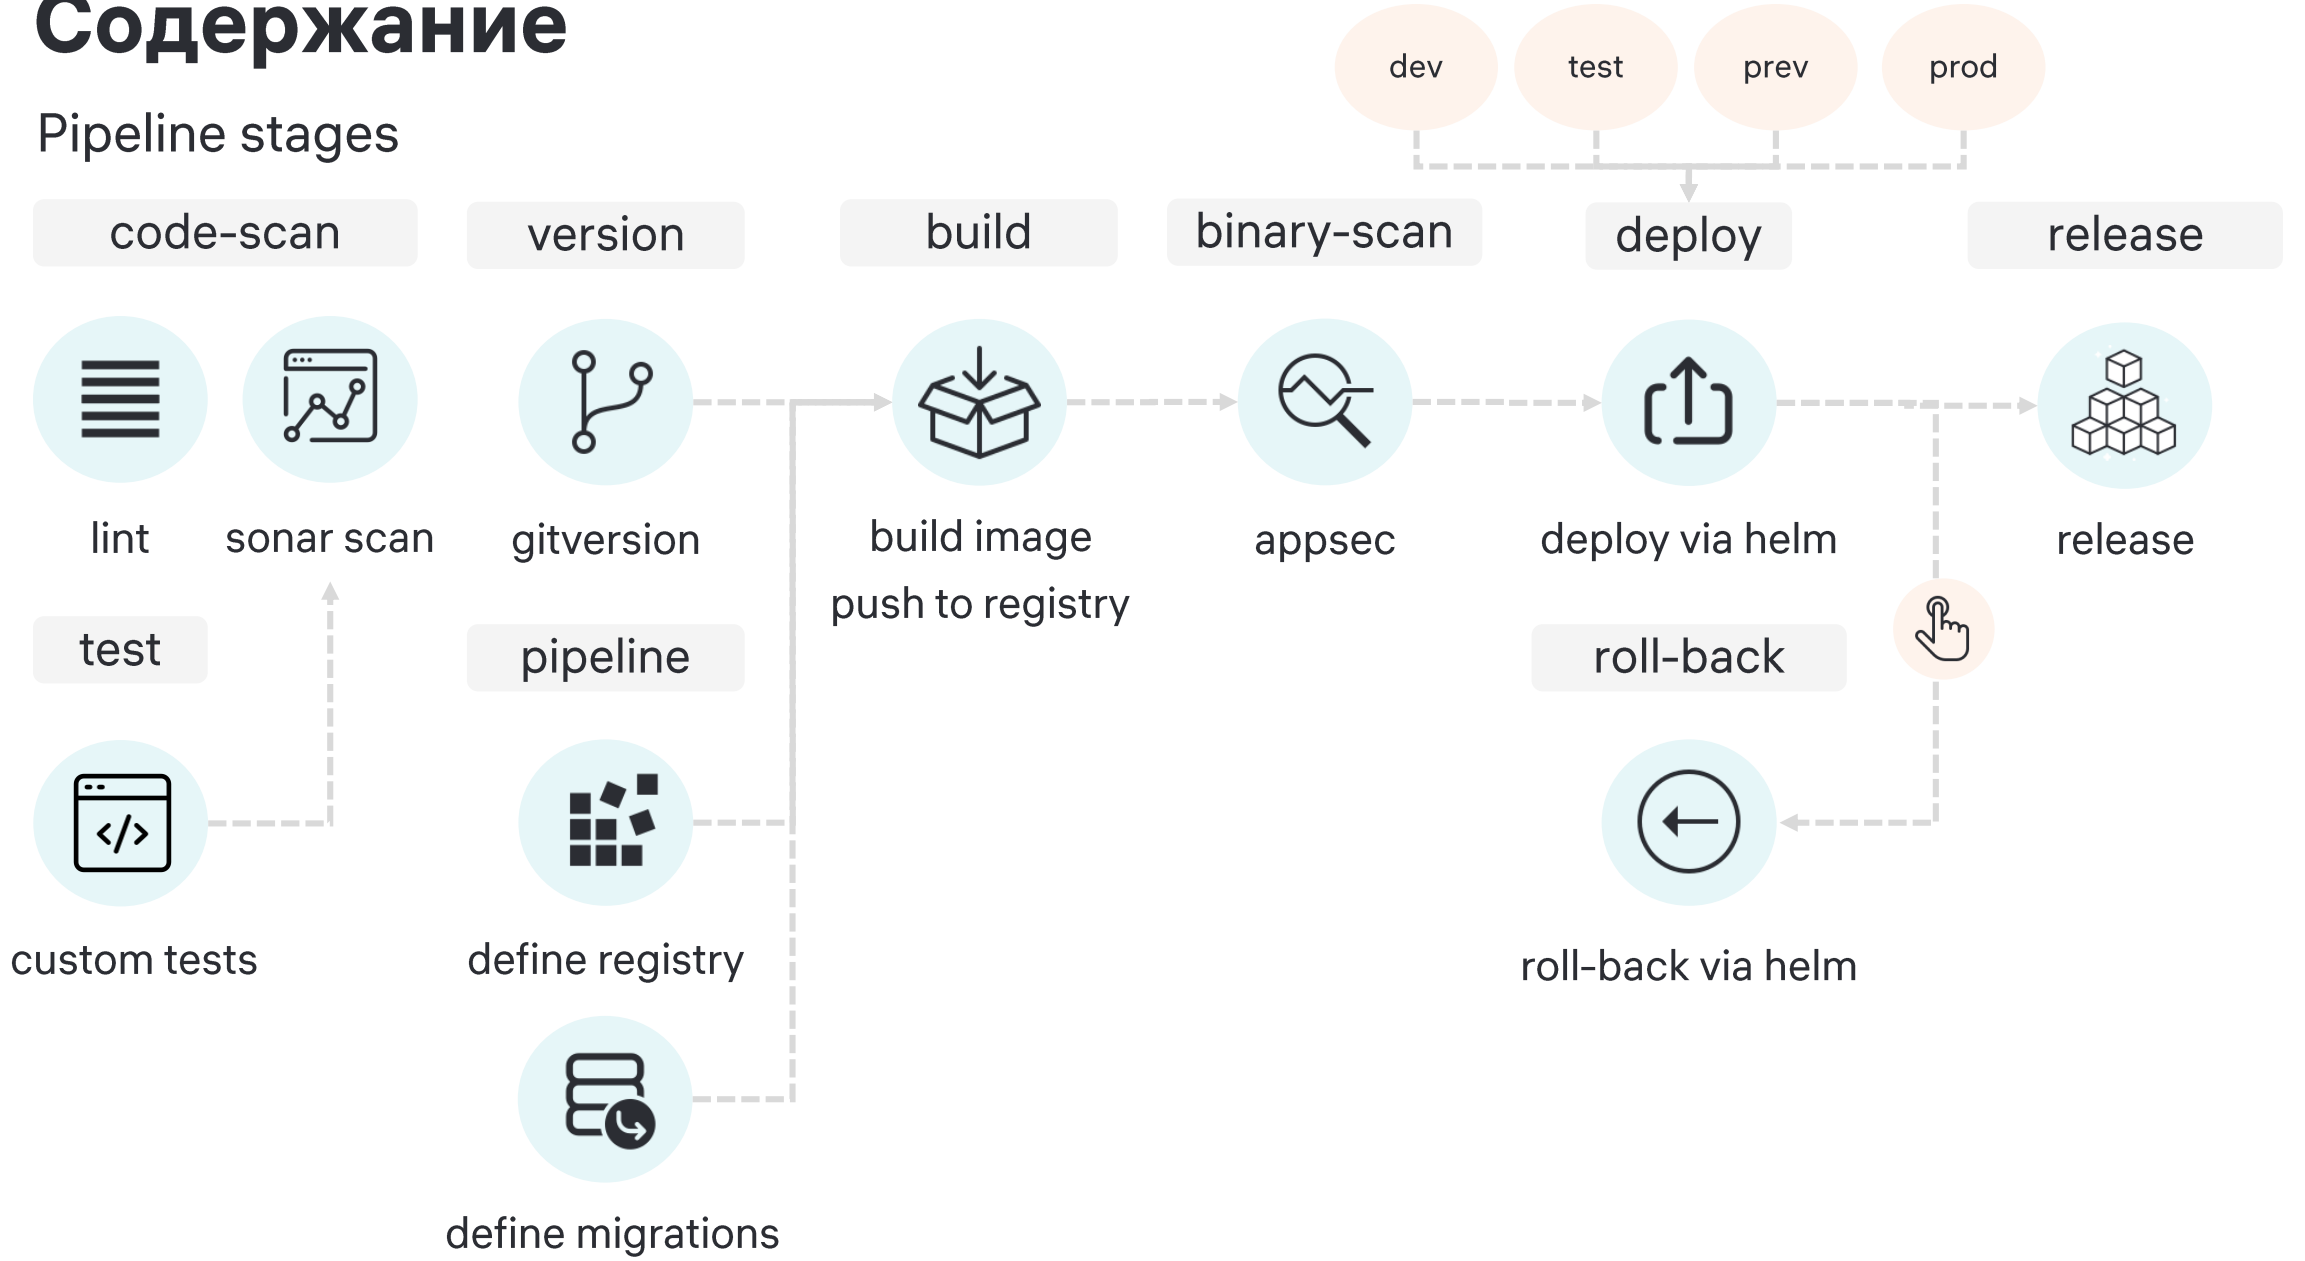 Содержание
Pipeline stages
dev
test
prev
prod
code-scan
version
build
binary-scan
deploy
release
lint
sonar scan
gitversion
build image
push to registry
appsec
deploy via helm
release
test
pipeline
roll-back
custom tests
define registry
roll-back via helm
define migrations